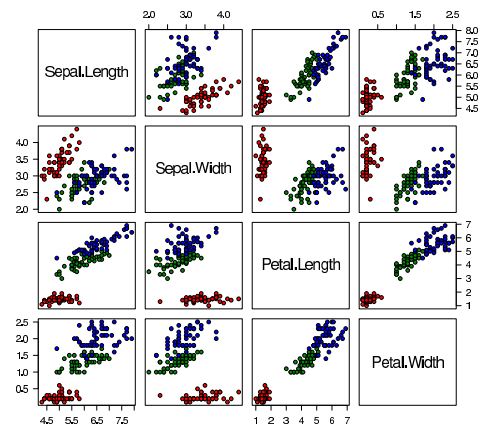 2.0 3.0 4.0
0.5 1.5 2.5
Sepal.Length
4.5 5.5 6.5 7.5 5.0 6.0 7.0 8.0
2.0 2.5 3.0 3.5 4.0
Sepal.Width
Petal.Length
1 2 3 4 5 6 7
0.5 1.0 1.5 2.0 2.5
Petal.Width
4.5 5.5 6.5 7.5
1 2 3 4 5 6 7